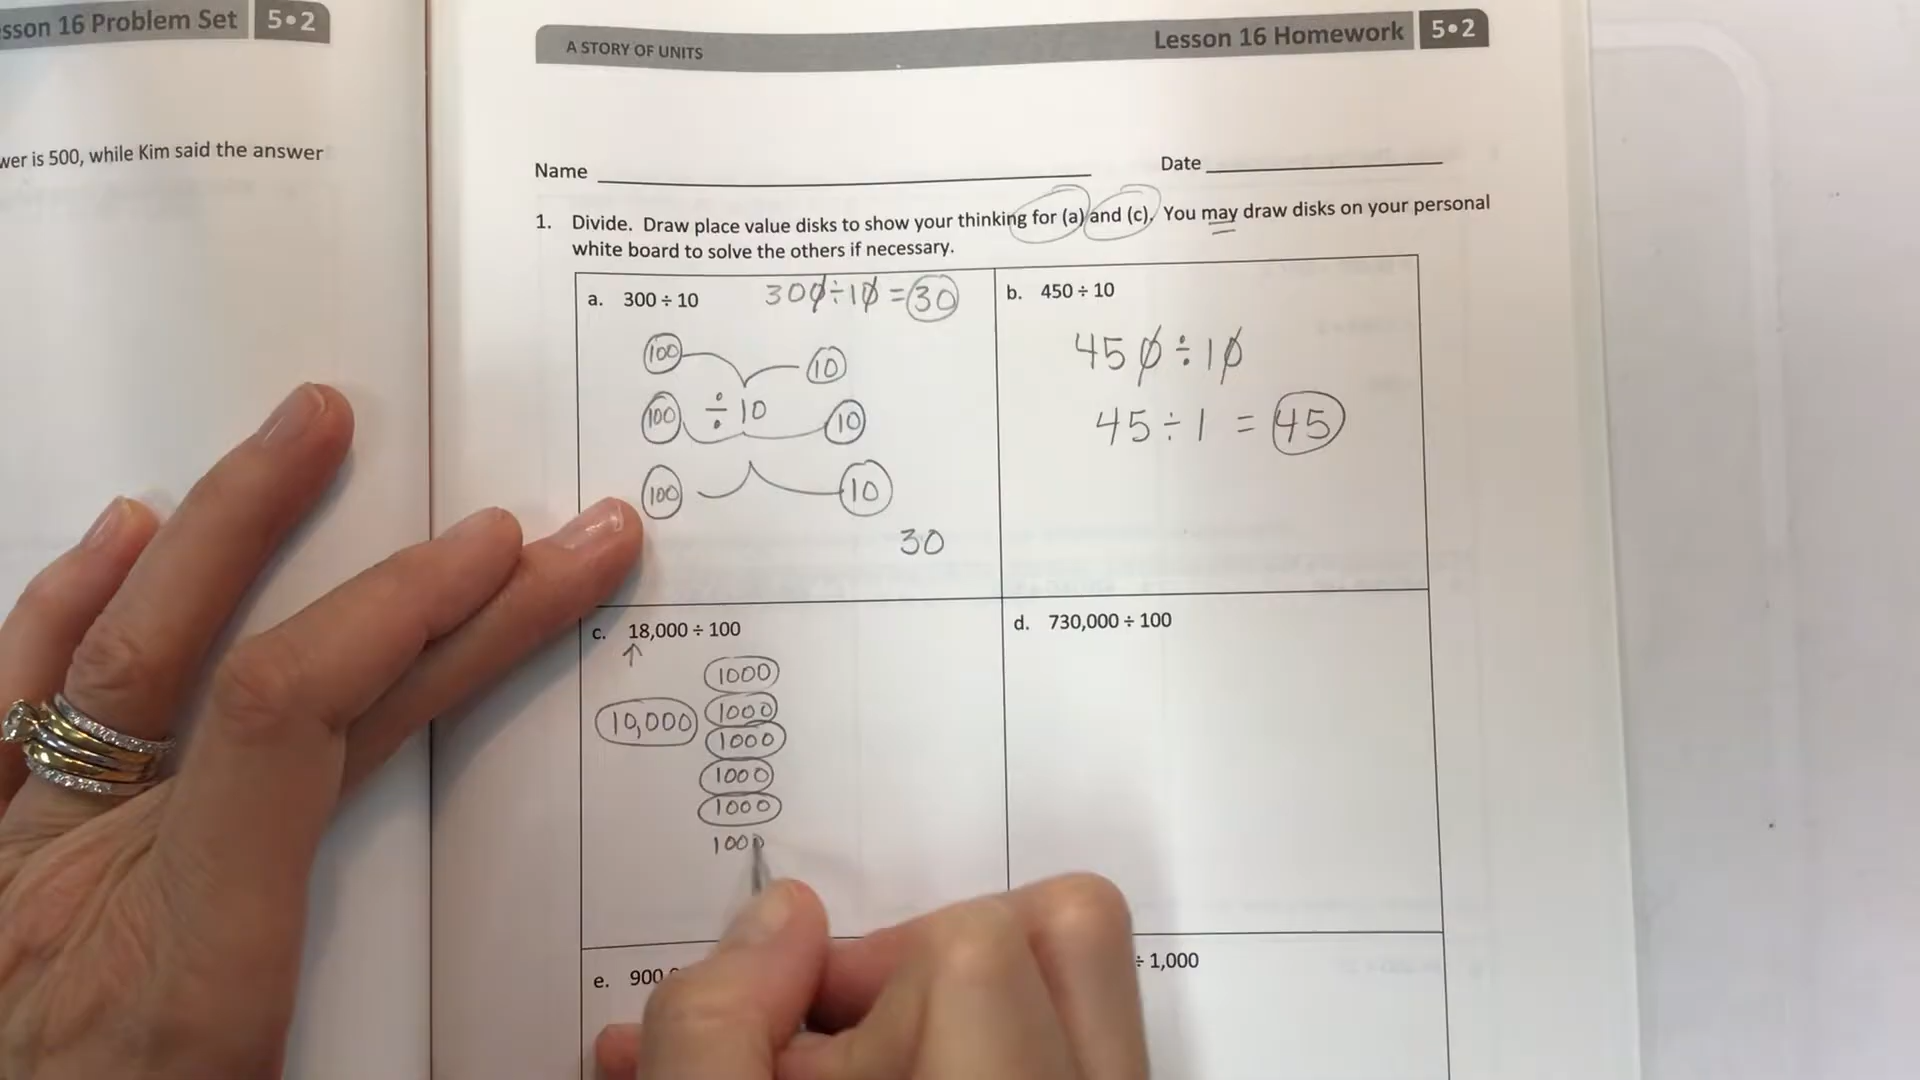 sson 16 Problem Set 5•2
wer is 500, while Kim said the answer
A STORY OF UNITS
Lesson 16 Homework 5•2
Name
Date
1. Divide. Draw place value disks to show your thinking for (a) and (c). You may draw disks on your personal
white board to solve the others if necessary.
a. 300 ÷ 10
300÷10 = 30
100
10
100 ÷ 10 10
100
10
30
b. 450 ÷ 10
450 ÷ 10
45 ÷ 1 = 45
c. 18,000 ÷ 100
1000
10,000 1000
1000
1000
1000
1000
d. 730,000 ÷ 100
e. 900
÷ 1,000